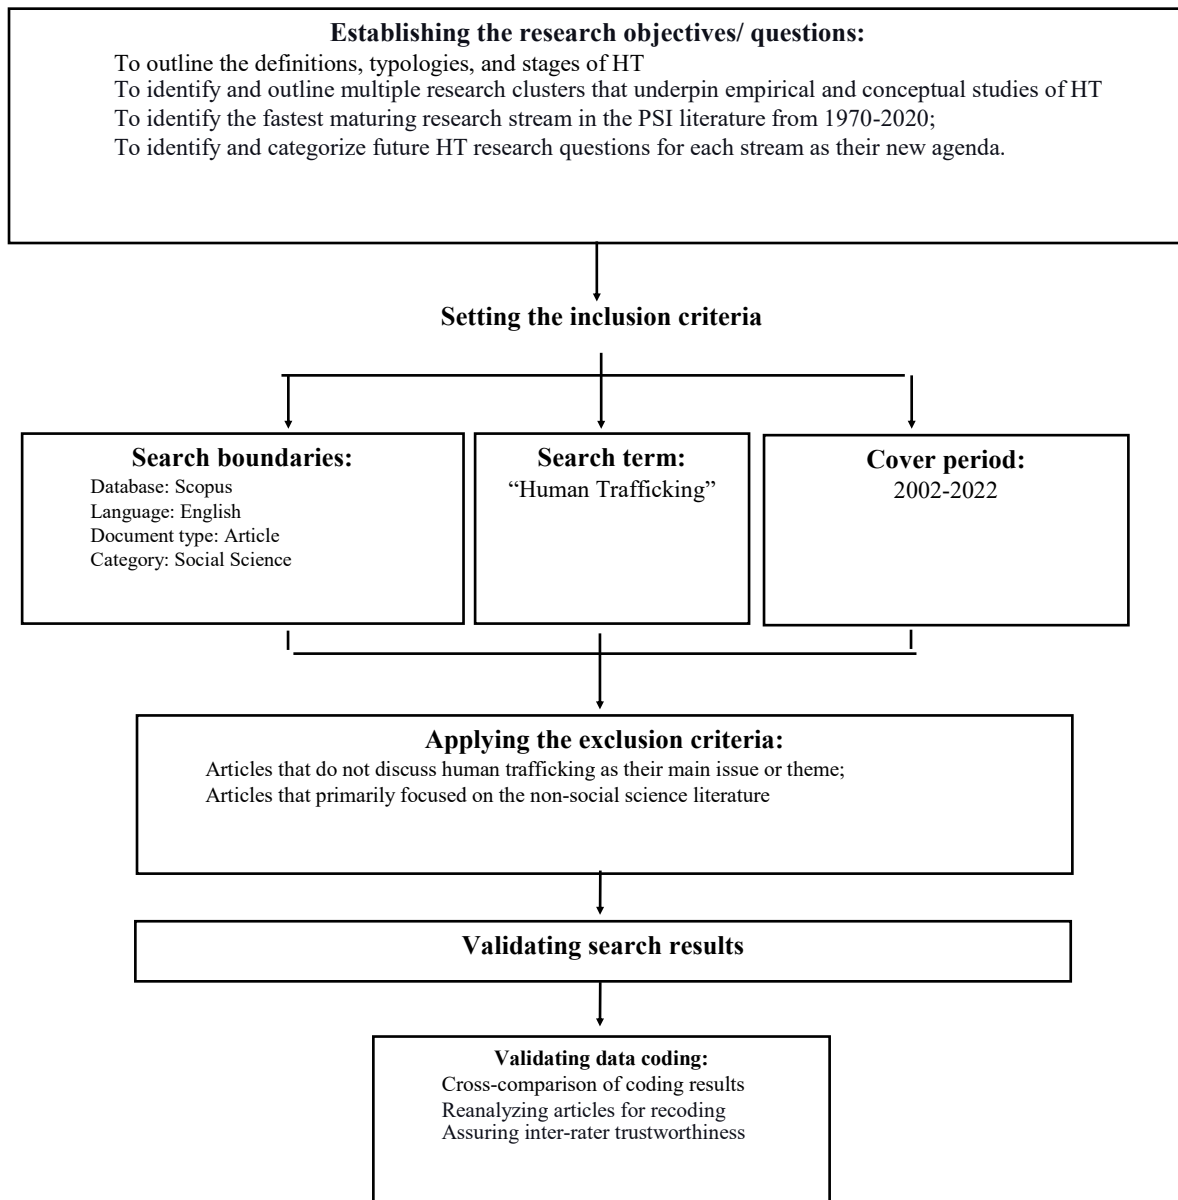 Establishing the research objectives/ questions:
To outline the definitions, typologies, and stages of HT
To identify and outline multiple research clusters that underpin empirical and conceptual studies of HT
To identify the fastest maturing research stream in the PSI literature from 1970-2020;
To identify and categorize future HT research questions for each stream as their new agenda.
Setting the inclusion criteria
Search boundaries:
Database: Scopus
Language: English
Document type: Article
Category: Social Science
Search term:
“Human Trafficking”
Cover period:
2002-2022
Applying the exclusion criteria:
Articles that do not discuss human trafficking as their main issue or theme;
Articles that primarily focused on the non-social science literature
Validating search results
Validating data coding:
Cross-comparison of coding results
Reanalyzing articles for recoding
Assuring inter-rater trustworthiness